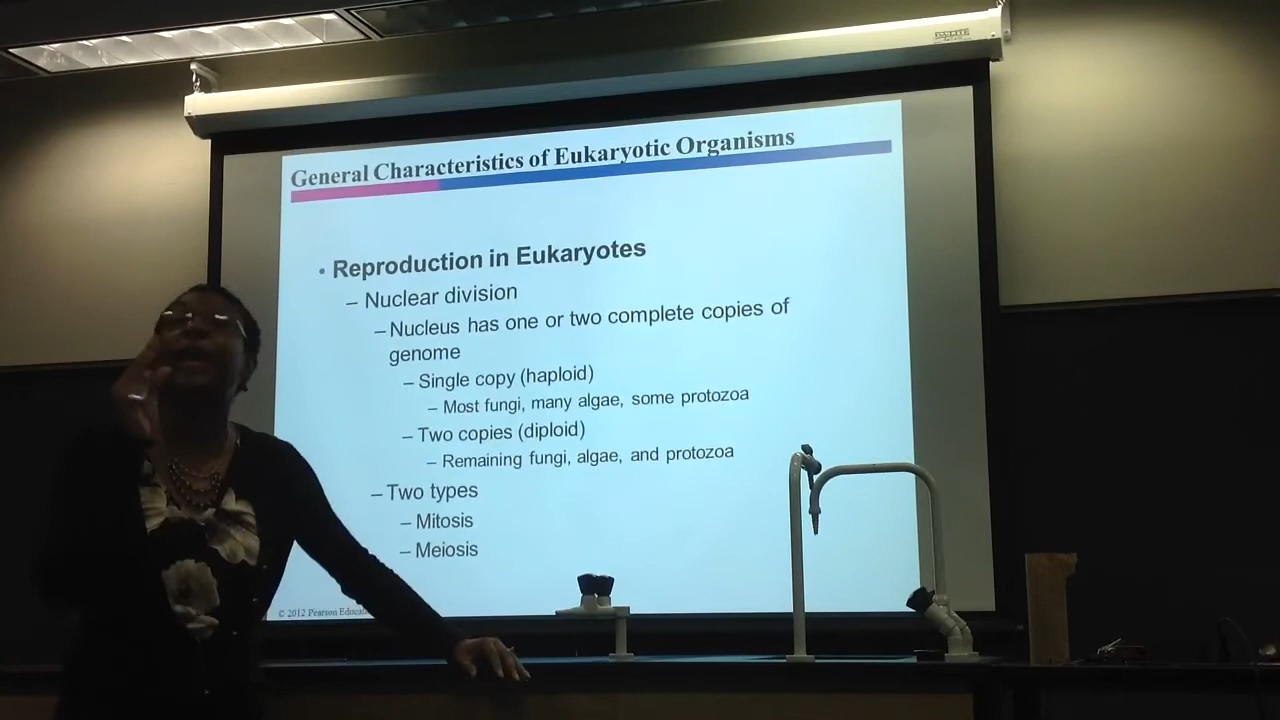 General Characteristics of Eukaryotic Organisms
• Reproduction in Eukaryotes
– Nuclear division
– Nucleus has one or two complete copies of
genome
– Single copy (haploid)
– Most fungi, many algae, some protozoa
– Two copies (diploid)
– Remaining fungi, algae, and protozoa
– Two types
– Mitosis
– Meiosis
© 2012 Pearson